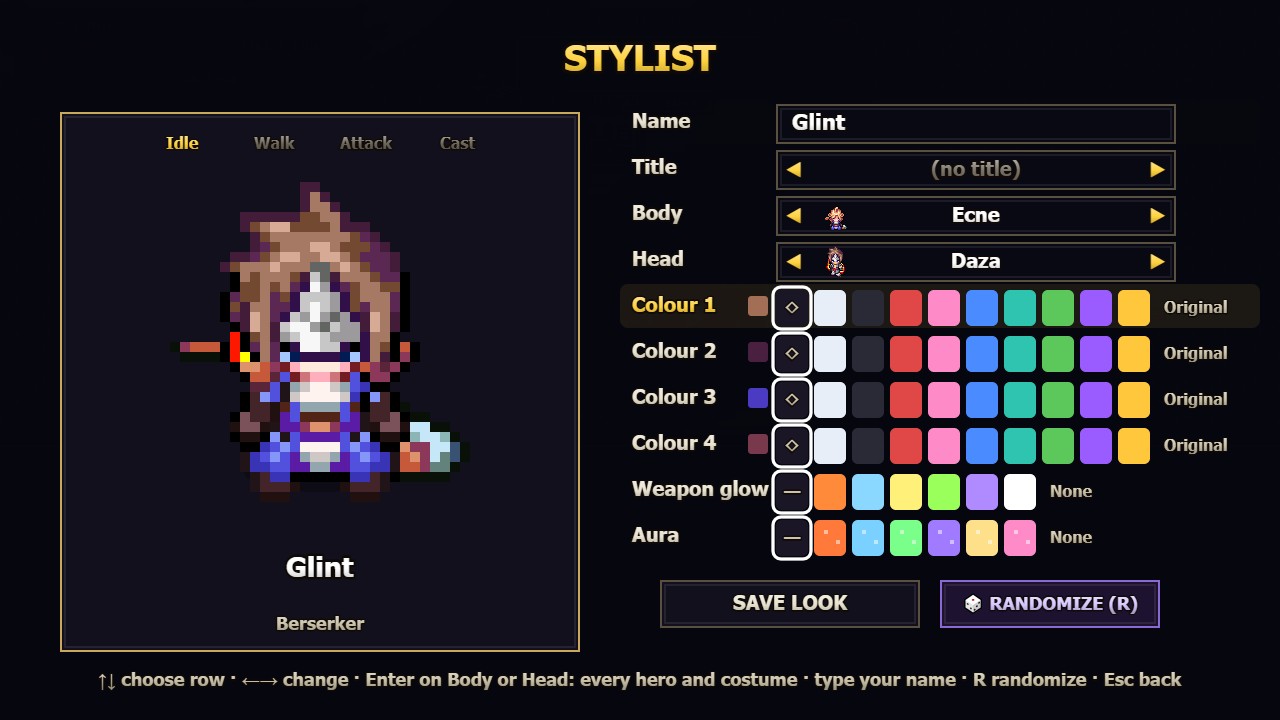 STYLIST
Idle Walk Attack Cast
Glint
Berserker
Name Glint
Title (no title)
Body Ecne
Head Daza
Colour 1 Original
Colour 2 Original
Colour 3 Original
Colour 4 Original
Weapon glow None
Aura None
SAVE LOOK RANDOMIZE (R)
↑↓ choose row · ←→ change · Enter on Body or Head: every hero and costume · type your name · R randomize · Esc back